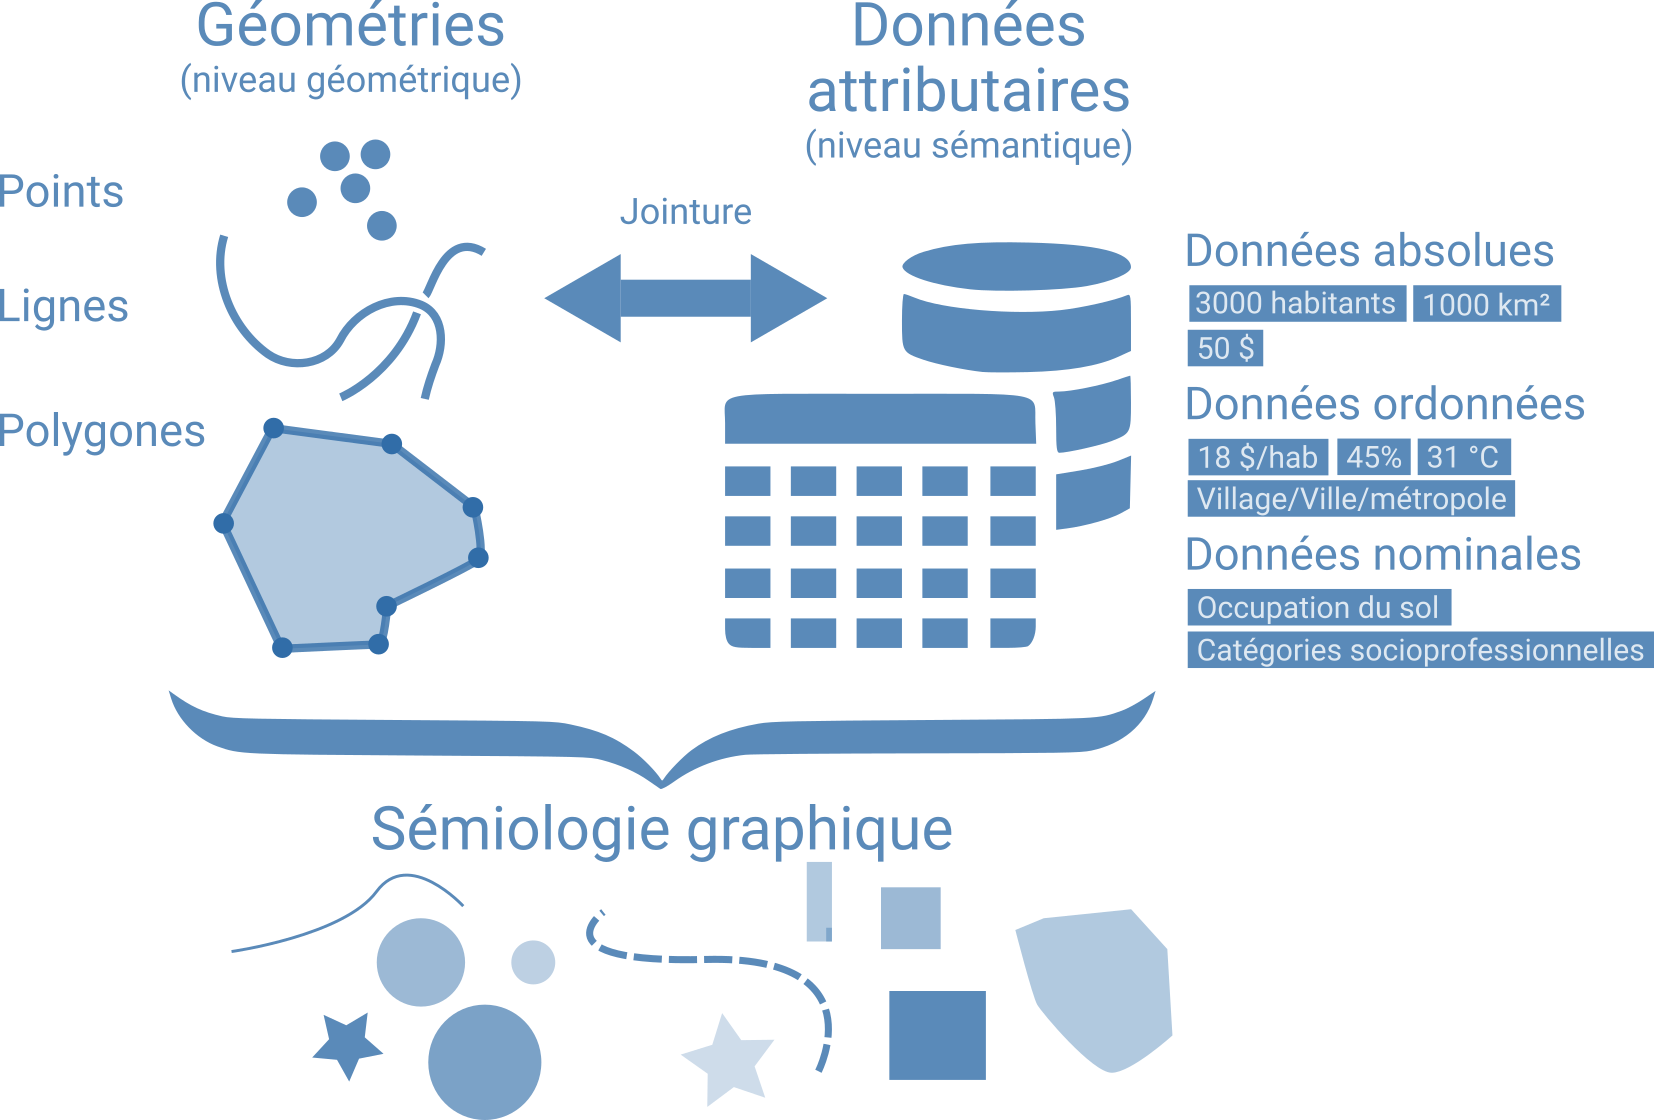 Géométries
(niveau géométrique)
Points
Lignes
Polygones
Jointure
Données
attributaires
(niveau sémantique)
Données absolues
3000 habitants 1000 km²
50 $
Données ordonnées
18 $/hab 45% 31 °C
Village/Ville/métropole
Données nominales
Occupation du sol
Catégories socioprofessionnelles
Sémiologie graphique